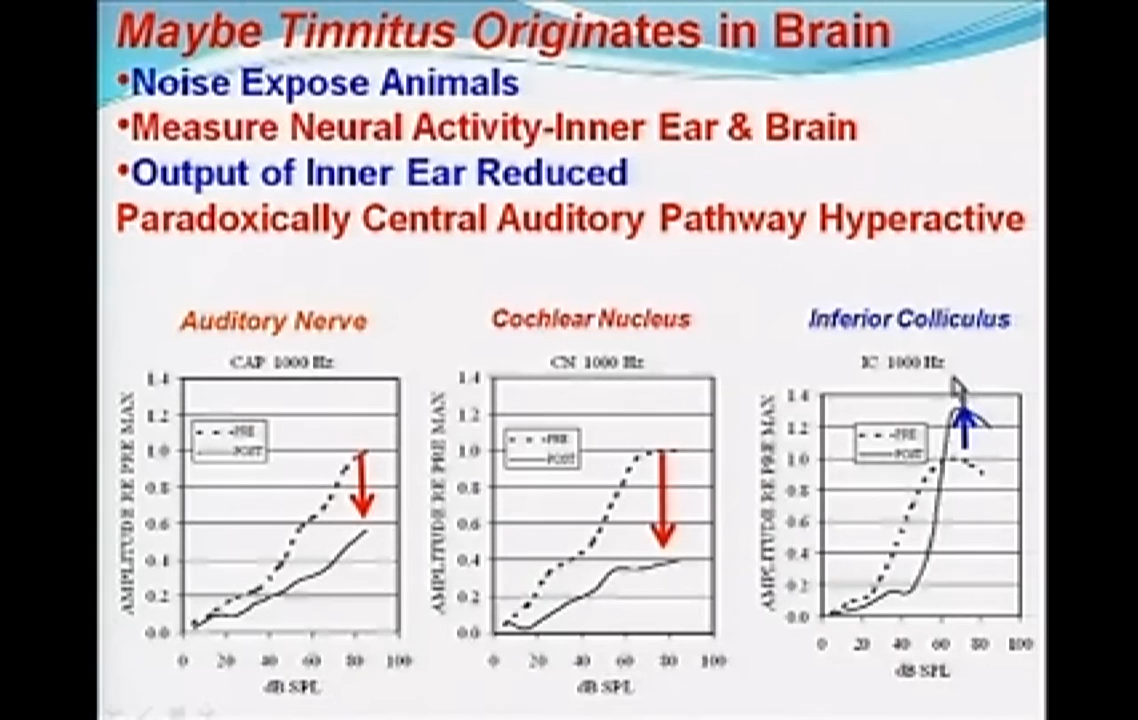 Maybe Tinnitus Originates in Brain
•Noise Expose Animals
•Measure Neural Activity-Inner Ear & Brain
•Output of Inner Ear Reduced
Paradoxically Central Auditory Pathway Hyperactive
Auditory Nerve
CAP 1000 Hz
AMPLITUDE RE PRE MAX
1.4
1.2
1.0
0.8
0.6
0.4
0.2
0.0
PRE
POST
0 20 40 60 80 100
dB SPL
Cochlear Nucleus
CN 1000 Hz
AMPLITUDE RE PRE MAX
1.4
1.2
1.0
0.8
0.6
0.4
0.2
0.0
PRE
POST
0 20 40 60 80 100
dB SPL
Inferior Colliculus
IC 1000 Hz
AMPLITUDE RE PRE MAX
1.4
1.2
1.0
0.8
0.6
0.4
0.2
0.0
PRE
POST
0 20 40 60 80 100
dB SPL